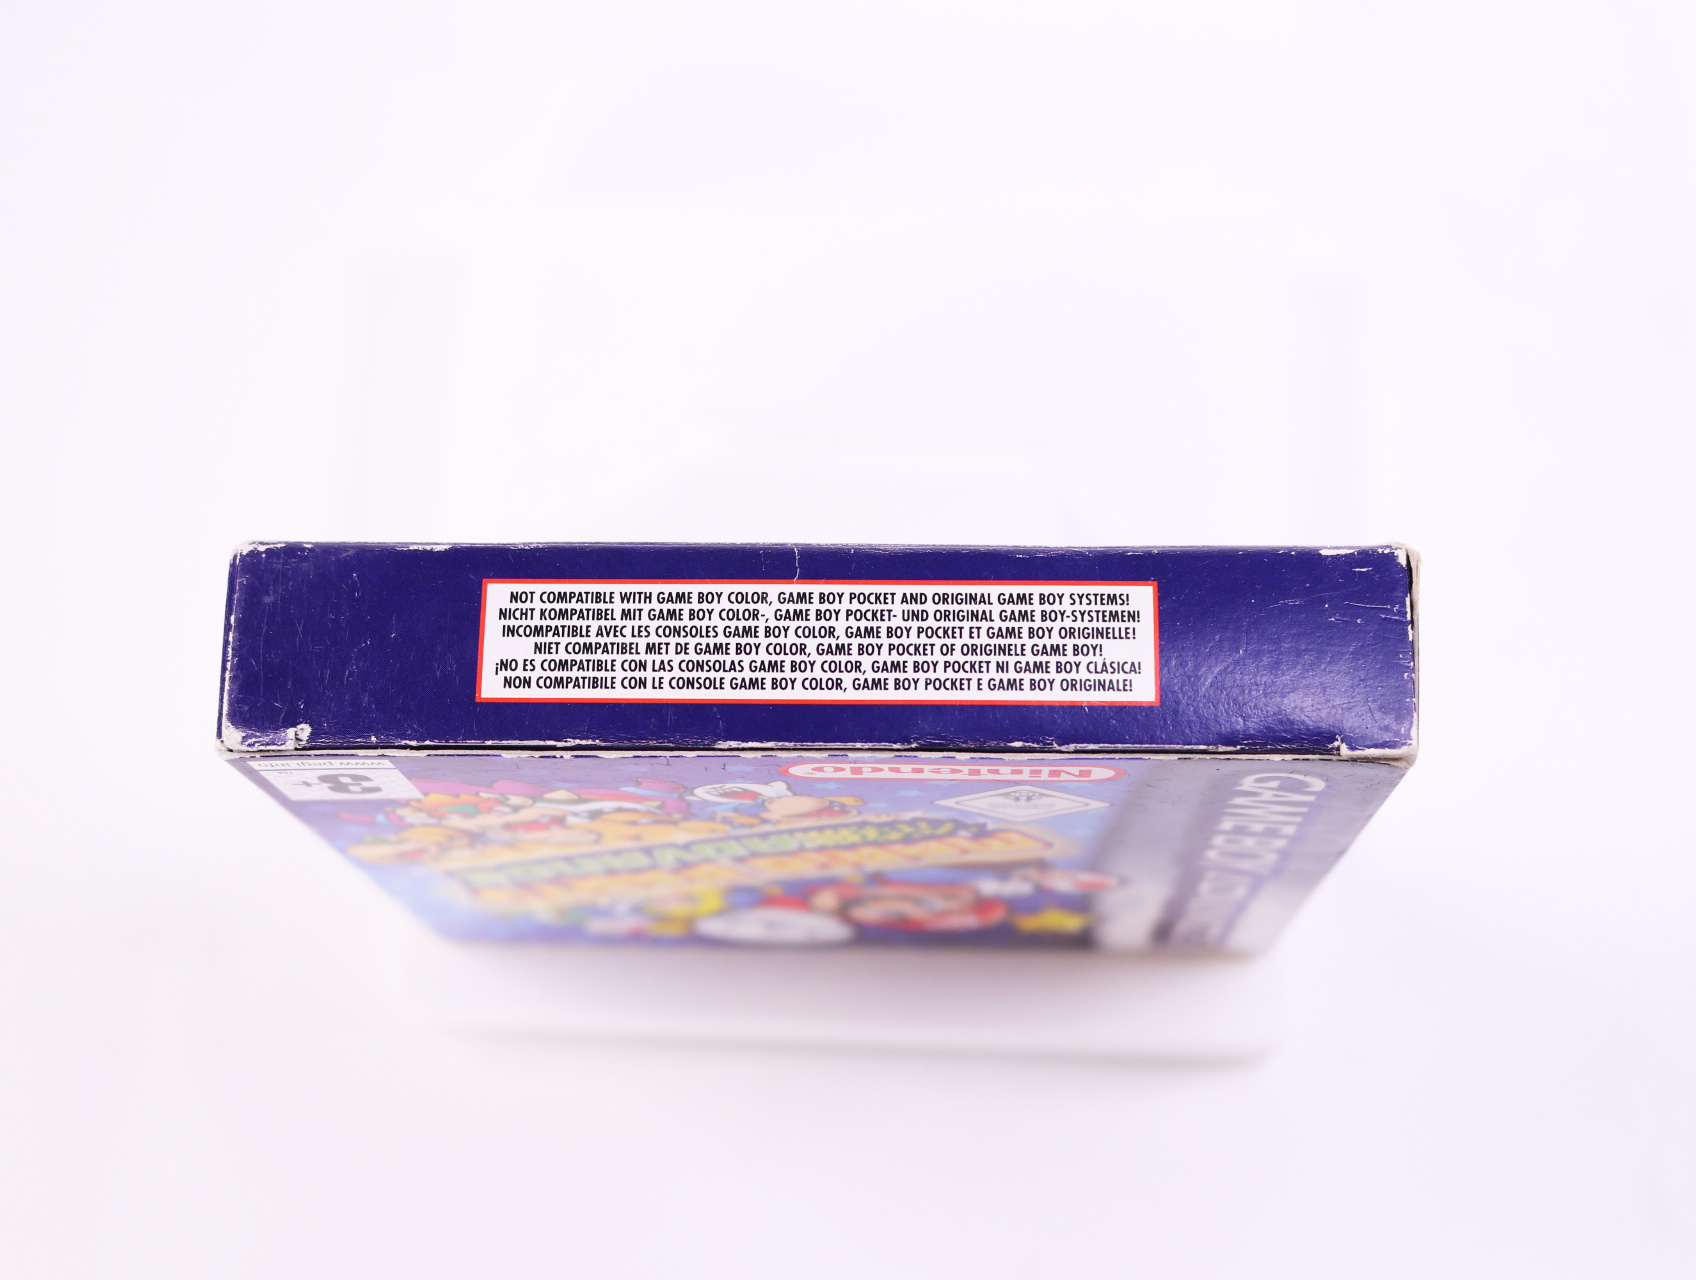 NOT COMPATIBLE WITH GAME BOY COLOR, GAME BOY POCKET AND ORIGINAL GAME BOY SYSTEMS!
NICHT KOMPATIBEL MIT GAME BOY COLOR-, GAME BOY POCKET- UND ORIGINAL GAME BOY-SYSTEMEN!
INCOMPATIBLE AVEC LES CONSOLES GAME BOY COLOR, GAME BOY POCKET ET GAME BOY ORIGINELLE!
NIET COMPATIBEL MET DE GAME BOY COLOR, GAME BOY POCKET OF ORIGINELE GAME BOY!
¡NO ES COMPATIBLE CON LAS CONSOLAS GAME BOY COLOR, GAME BOY POCKET NI GAME BOY CLÁSICA!
NON COMPATIBILE CON LE CONSOLE GAME BOY COLOR, GAME BOY POCKET E GAME BOY ORIGINALE!
www.pegi.info
3+
Nintendo®
GAME BOY ADVANCE